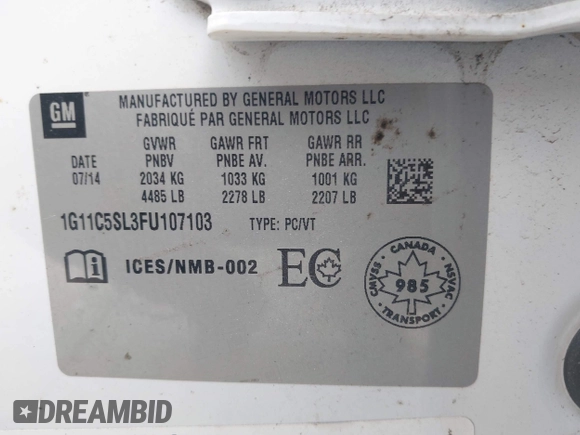 GM
MANUFACTURED BY GENERAL MOTORS LLC
FABRIQUÉ PAR GENERAL MOTORS LLC
GVWR GAWR FRT GAWR RR
DATE PNBV PNBE AV. PNBE ARR.
07/14 2034 KG 1033 KG 1001 KG
4485 LB 2278 LB 2207 LB
1G11C5SL3FU107103 TYPE: PC/VT
i ICES/NMB-002 EC
CANADA
CMVSS 985 NSVAC
TRANSPORT
DREAMBID